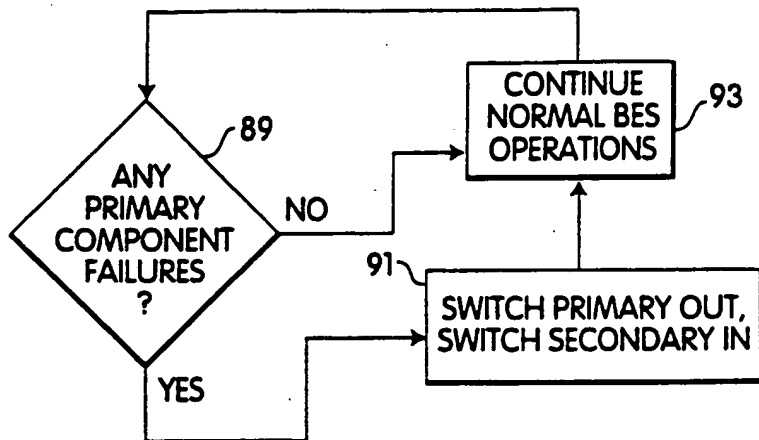 CONTINUE
NORMAL BES
OPERATIONS
93
89
ANY
PRIMARY
COMPONENT
FAILURES
?
NO
91
SWITCH PRIMARY OUT,
SWITCH SECONDARY IN
YES